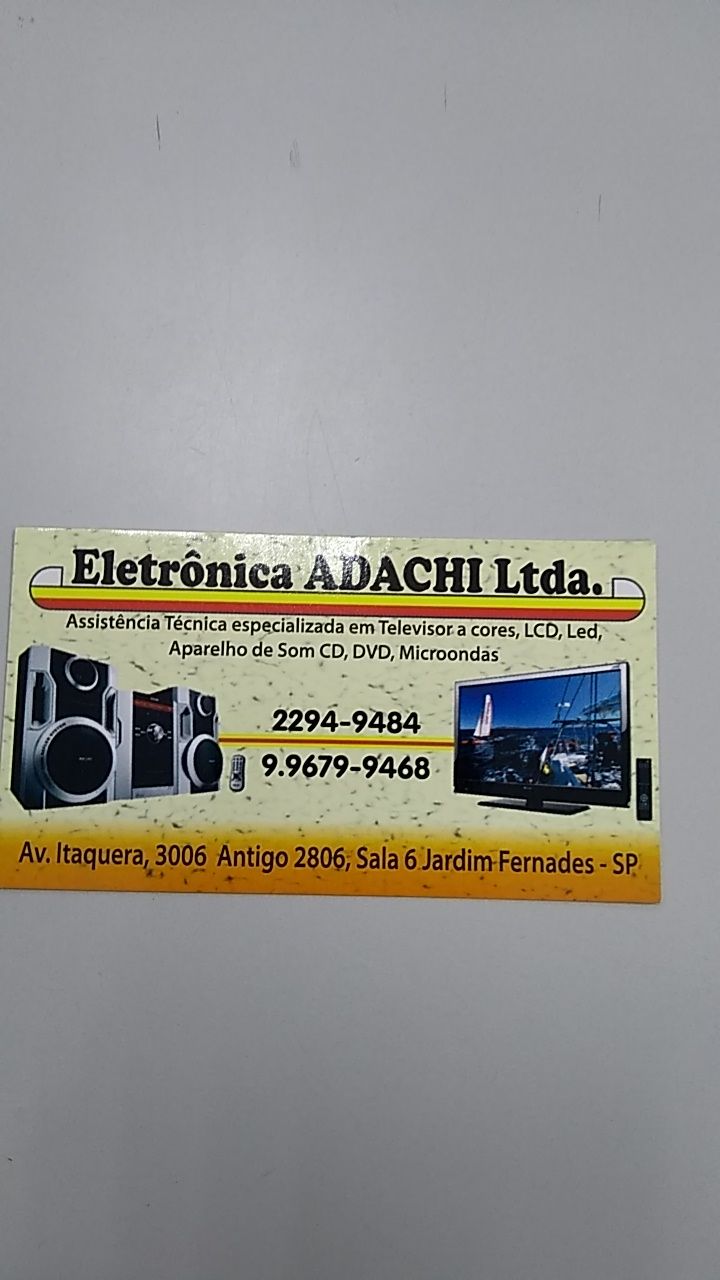 Eletrônica ADACHI Ltda.
Assistência Técnica especializada em Televisor a cores, LCD, Led,
Aparelho de Som CD, DVD, Microondas
2294-9484
9.9679-9468
Av. Itaquera, 3006 Antigo 2806, Sala 6 Jardim Fernades - SP